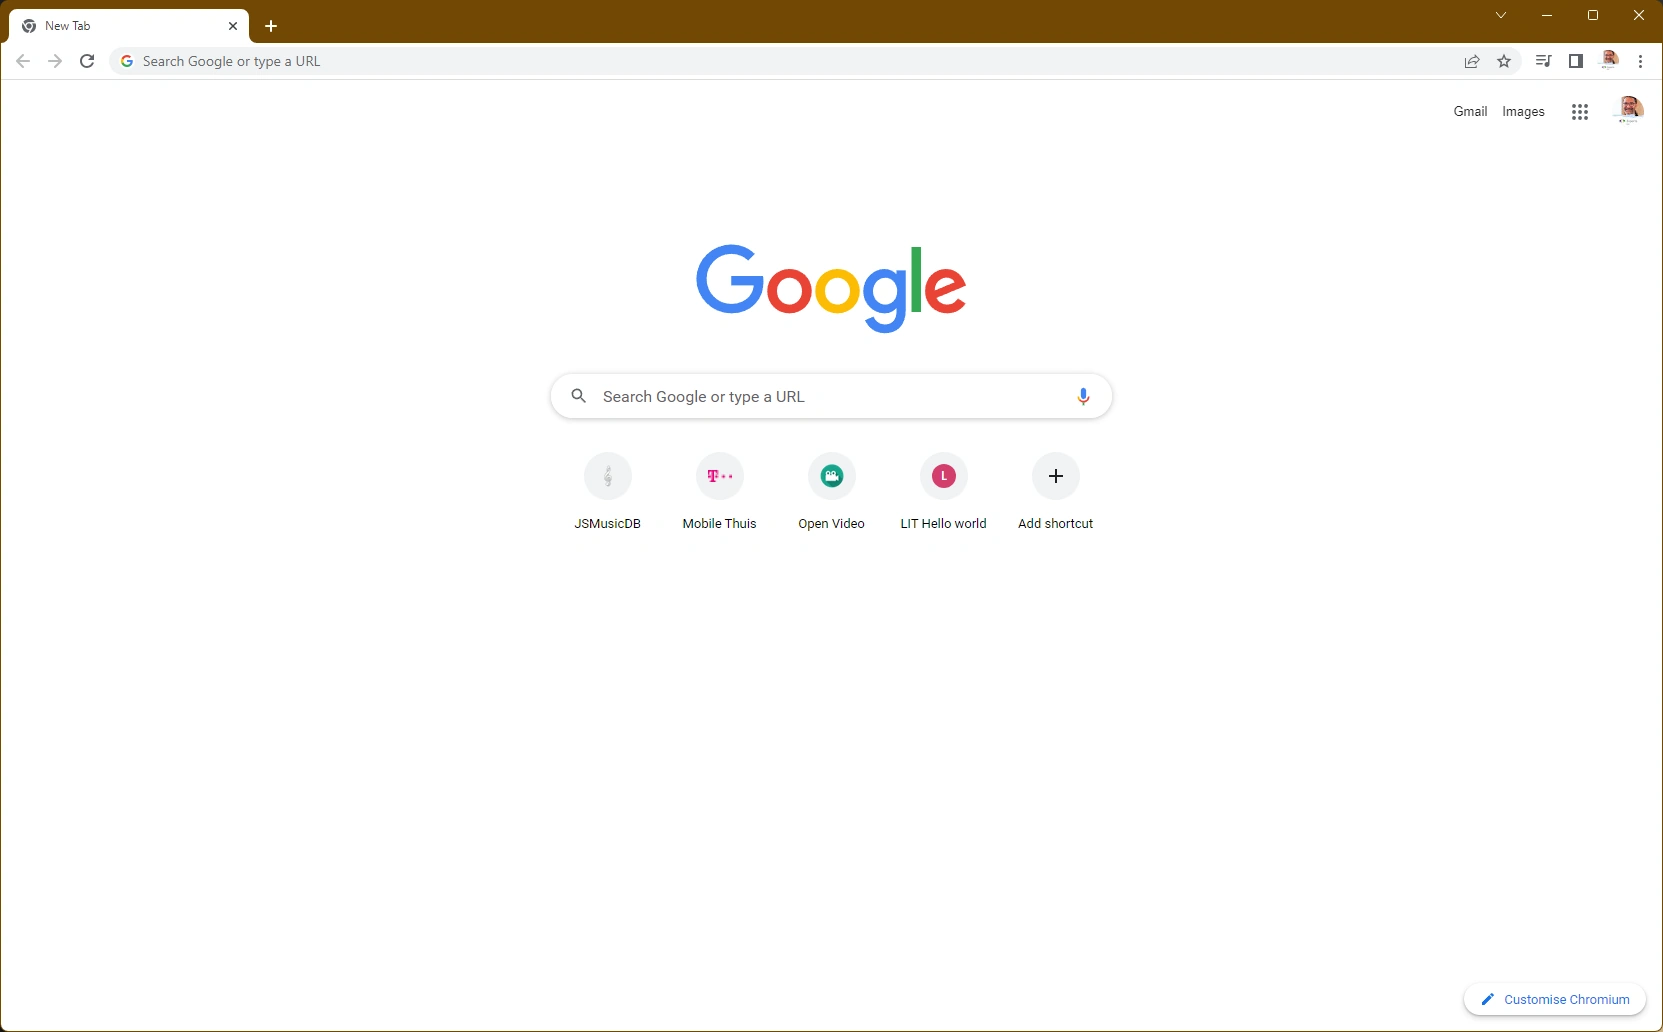 New Tab
Search Google or type a URL
Gmail Images
Google
Search Google or type a URL
T
L
JSMusicDB Mobile Thuis Open Video LIT Hello world Add shortcut
Customise Chromium